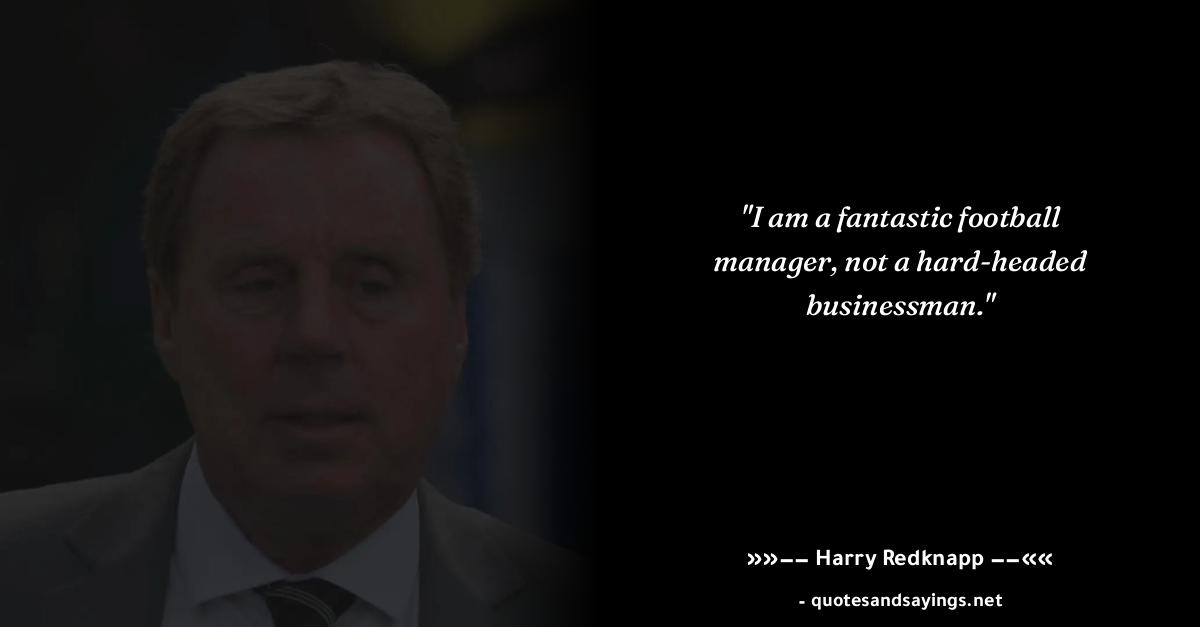 "I am a fantastic football
manager, not a hard-headed
businessman."
»»−− Harry Redknapp −−««
- quotesandsayings.net